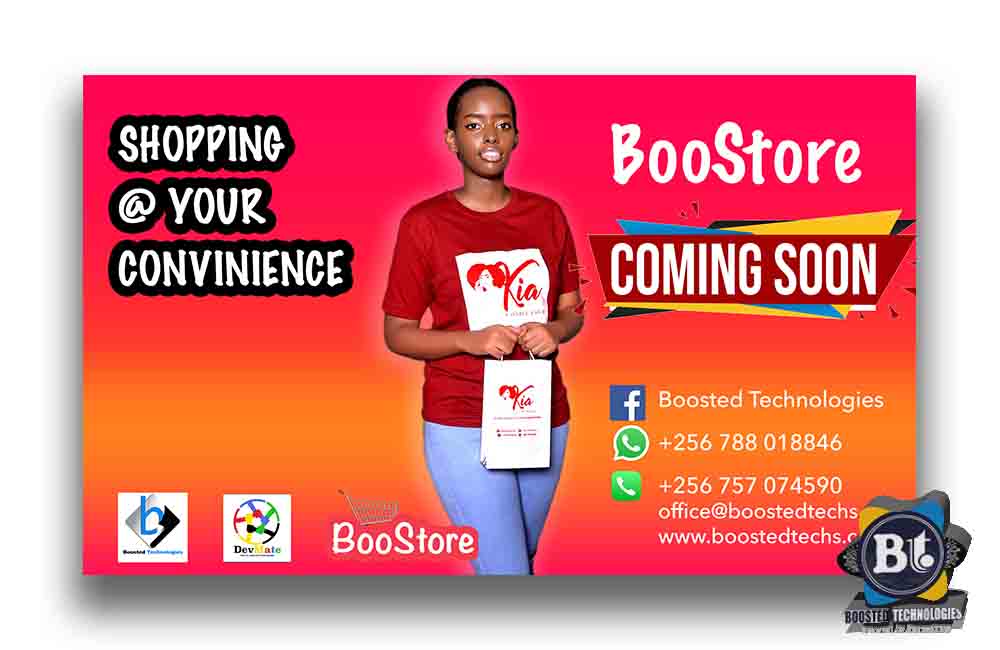 SHOPPING
@ YOUR
CONVINIENCE
BooStore
COMING SOON
Kia
Kia
Boosted Technologies
+256 788 018846
+256 757 074590
office@boostedtechs
www.boostedtechs.
b
Boosted Technologies
DevMate
BooStore
Bt.
BOOSTED TECHNOLOGIES